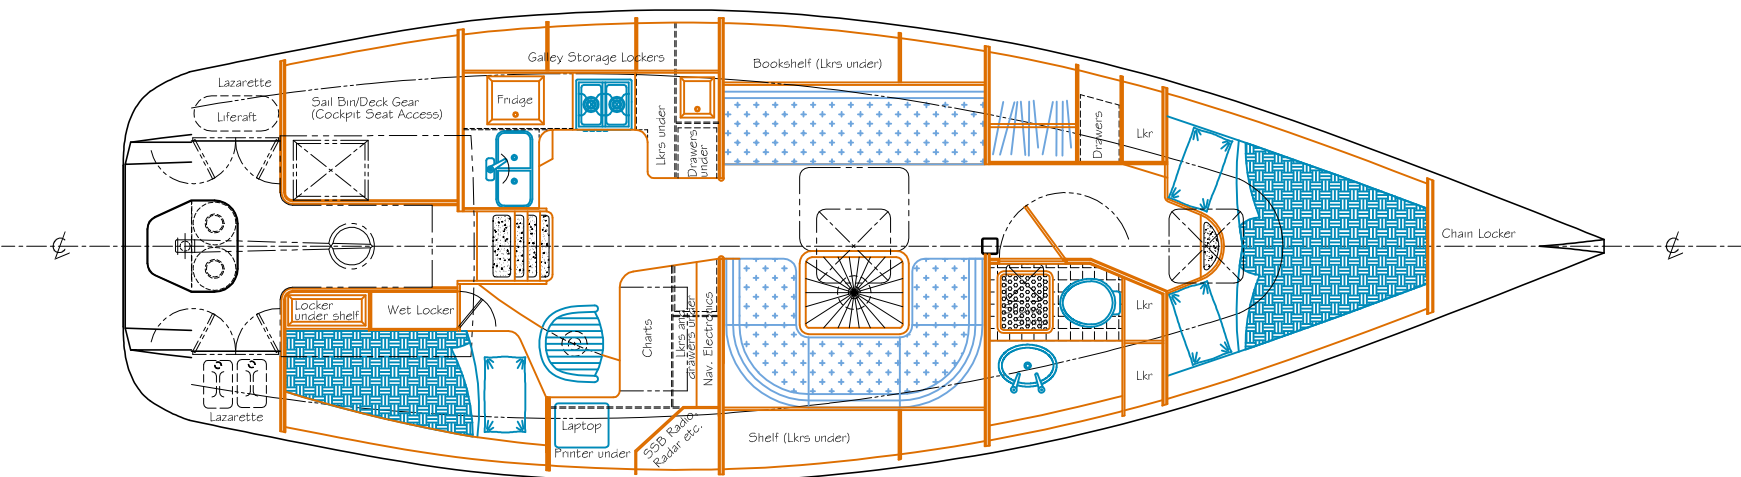 Galley Storage Lockers
Bookshelf (Lkrs under)
Lazarette
Liferaft
Sail Bin/Deck Gear
(Cockpit Seat Access)
Fridge
Lkrs under
Drawers
under
Drawers
Lkr
℄
℄
Chain Locker
Locker
under shelf
Wet Locker
Charts
Lkrs and
drawers under
Nav. Electronics
Lkr
Lkr
Lazarette
Laptop
Printer under
SSB Radio,
Radar etc.
Shelf (Lkrs under)